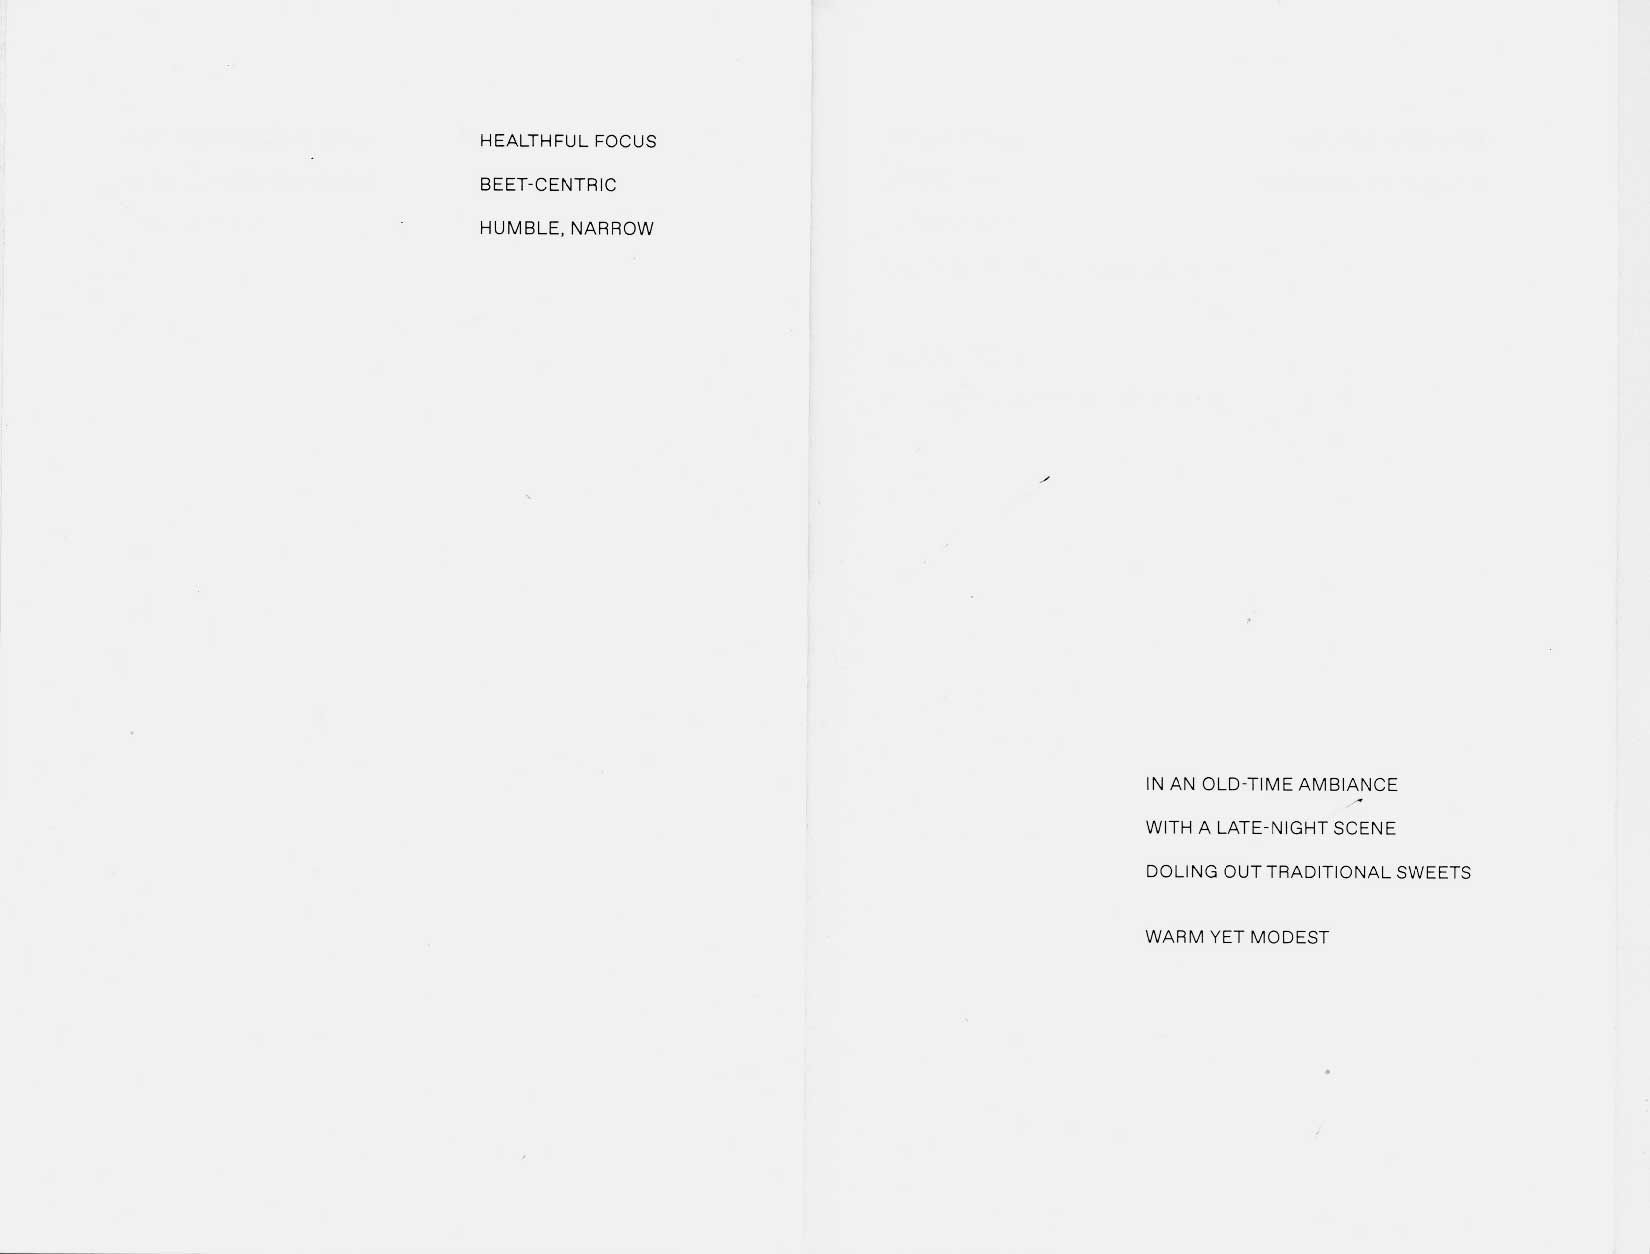 HEALTHFUL FOCUS
BEET-CENTRIC
HUMBLE, NARROW
IN AN OLD-TIME AMBIANCE
WITH A LATE-NIGHT SCENE
DOLING OUT TRADITIONAL SWEETS
WARM YET MODEST